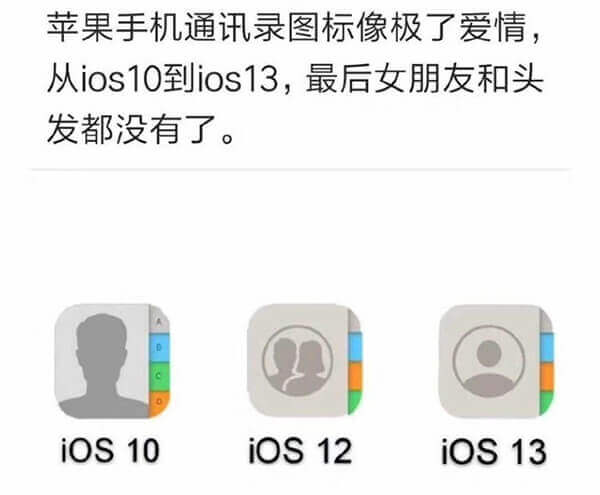 苹果手机通讯录图标像极了爱情，
从ios10到ios13，最后女朋友和头
发都没有了。
A
B
C
D
iOS 10
iOS 12
iOS 13